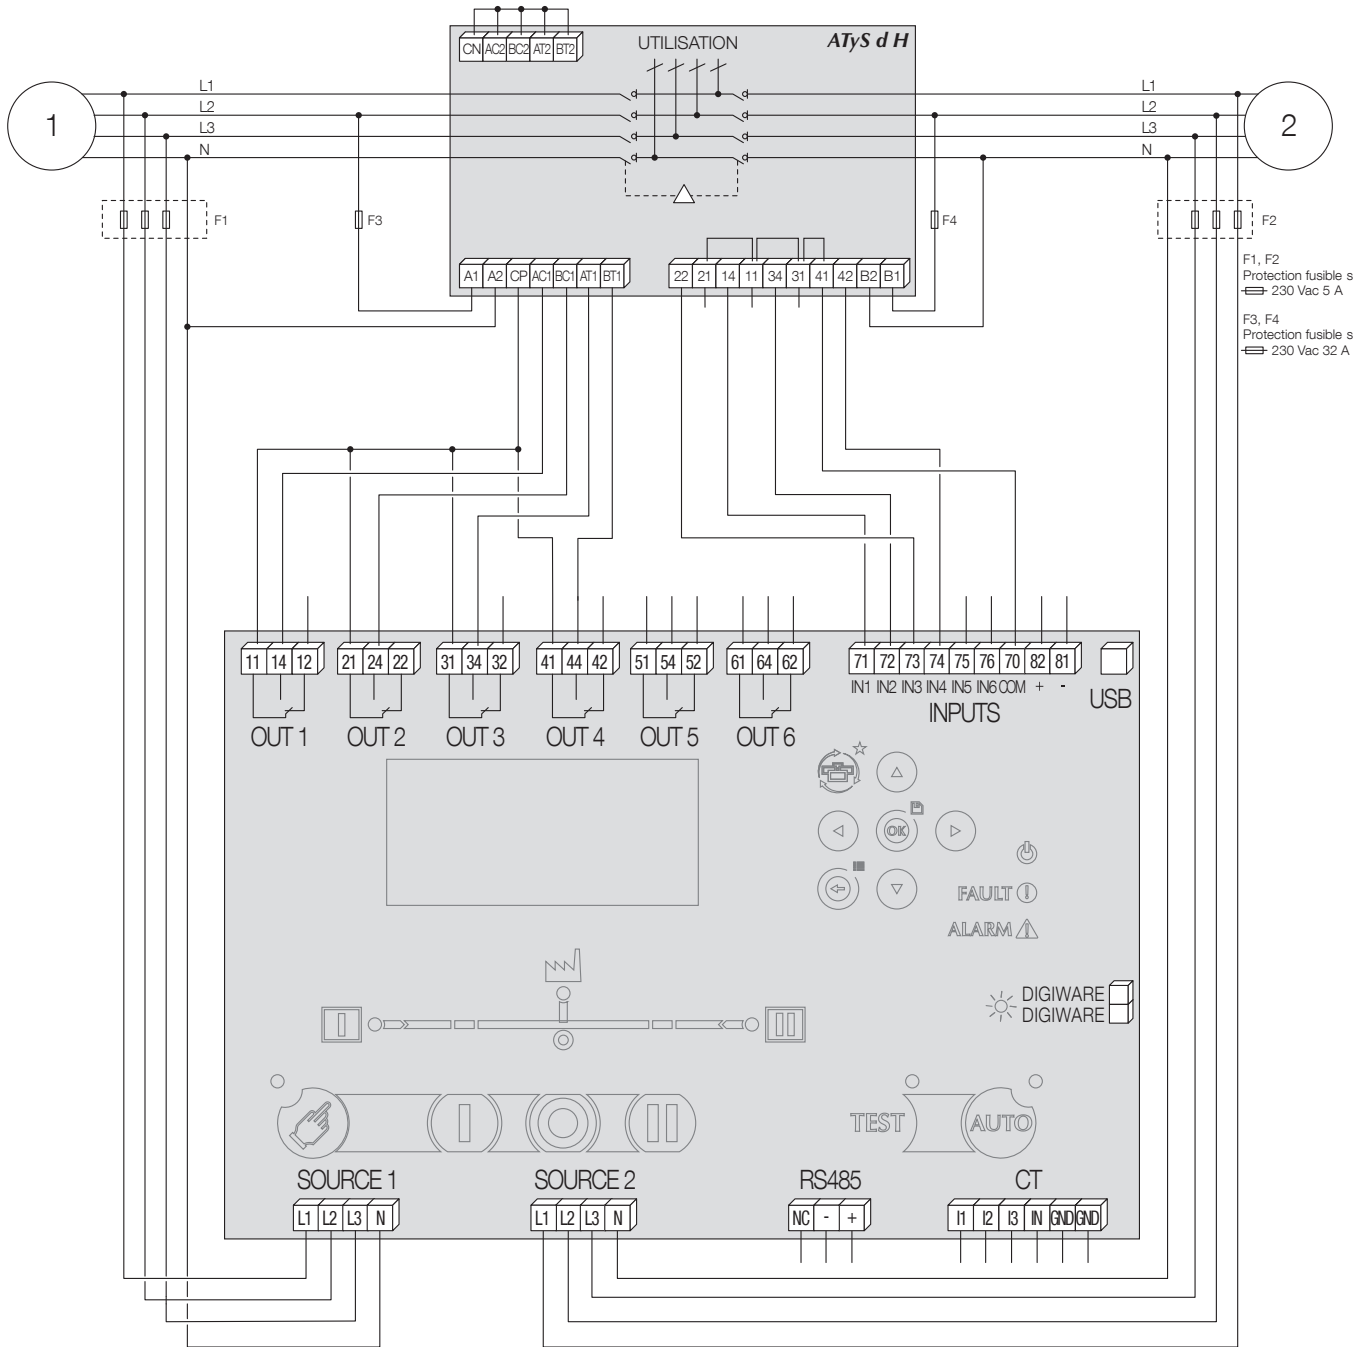 CN AC2 BC2 AT2 BT2
UTILISATION
ATyS d H
1
L1
L2
L3
N
L1
L2
L3
N
2
F1
F3
F4
F2
F1, F2
Protection fusible s
230 Vac 5 A
F3, F4
Protection fusible s
230 Vac 32 A
A1 A2 CP AC1 BC1 AT1 BT1
22 21 14 11 34 31 41 42 B2 B1
11 14 12
21 24 22
31 34 32
41 44 42
51 54 52
61 64 62
71 72 73 74 75 76 70 82 81
IN1 IN2 IN3 IN4 IN5 IN6 COM + -
INPUTS
USB
OUT 1
OUT 2
OUT 3
OUT 4
OUT 5
OUT 6
OK
FAULT
ALARM
DIGIWARE
DIGIWARE
I
II
I
II
TEST
AUTO
SOURCE 1
SOURCE 2
RS485
CT
L1 L2 L3 N
L1 L2 L3 N
NC - +
I1 I2 I3 IN GND GND